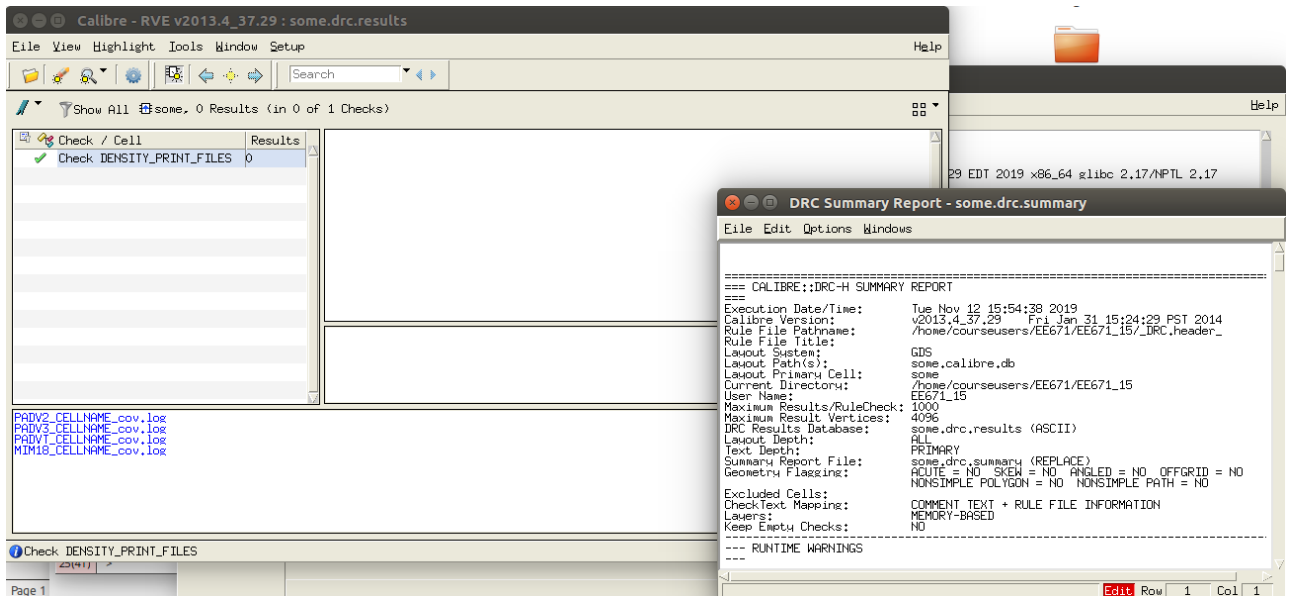 Calibre - RVE v2013.4_37.29 : some.drc.results
File View Highlight Tools Window Setup Help
Search
Show All some, 0 Results (in 0 of 1 Checks)
Check / Cell Results
Check DENSITY_PRINT_FILES 0
PADV2_CELLNAME_cov.log
PADV3_CELLNAME_cov.log
PADVT_CELLNAME_cov.log
MIM18_CELLNAME_cov.log
Check DENSITY_PRINT_FILES
25(41) >
Page 1
Help
29 EDT 2019 x86_64 glibc 2.17/NPTL 2.17
DRC Summary Report - some.drc.summary
File Edit Options Windows
==================================================================================
=== CALIBRE::DRC-H SUMMARY REPORT
===
Execution Date/Time: Tue Nov 12 15:54:38 2019
Calibre Version: v2013.4_37.29 Fri Jan 31 15:24:29 PST 2014
Rule File Pathname: /home/courseusers/EE671/EE671_15/_DRC.header_
Rule File Title:
Layout System: GDS
Layout Path(s): some.calibre.db
Layout Primary Cell: some
Current Directory: /home/courseusers/EE671/EE671_15
User Name: EE671_15
Maximum Results/RuleCheck: 1000
Maximum Result Vertices: 4096
DRC Results Database: some.drc.results (ASCII)
Layout Depth: ALL
Text Depth: PRIMARY
Summary Report File: some.drc.summary (REPLACE)
Geometry Flagging: ACUTE = NO SKEW = NO ANGLED = NO OFFGRID = NO
NONSIMPLE POLYGON = NO NONSIMPLE PATH = NO
Excluded Cells:
CheckText Mapping: COMMENT TEXT + RULE FILE INFORMATION
Layers: MEMORY-BASED
Keep Empty Checks: NO
----------------------------------------------------------------------------------
--- RUNTIME WARNINGS
---
Edit Row 1 Col 1